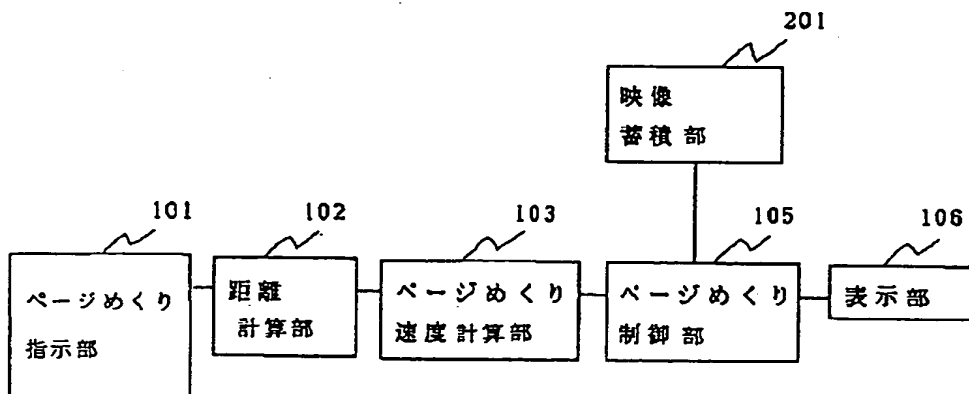 201
映像
蓄積部
101
102
103
105
106
ページめくり
指示部
距離
計算部
ページめくり
速度計算部
ページめくり
制御部
表示部